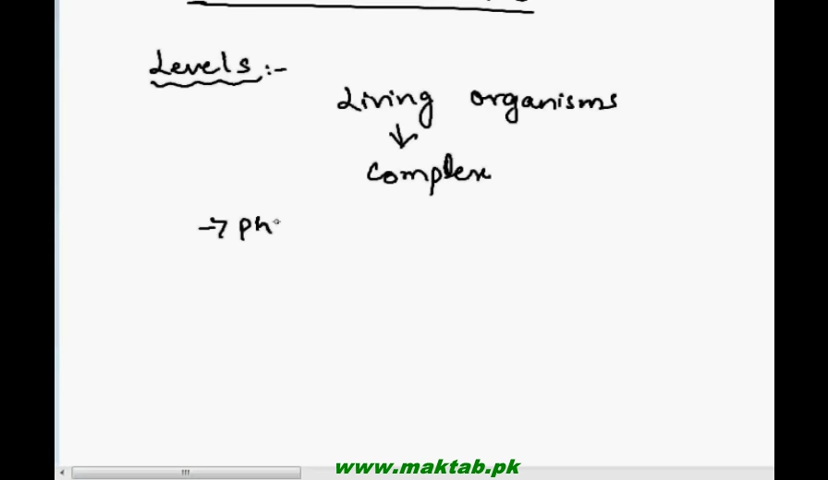 Levels :-
Living organisms
↓
Complex
→ Ph
www.maktab.pk